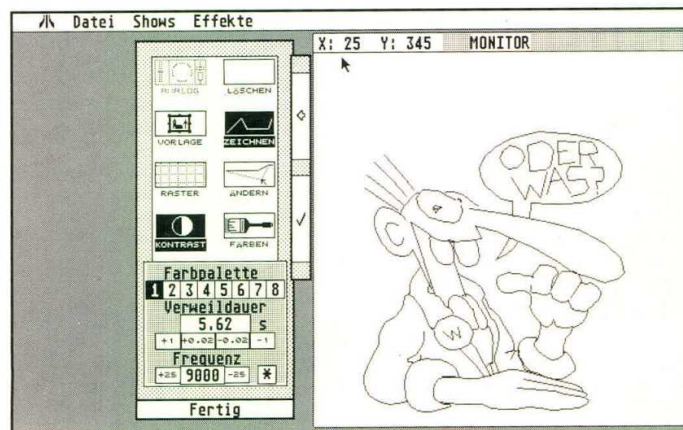 Datei Shows Effekte
X: 25 Y: 345 MONITOR
ANALOG LÖSCHEN
VORLAGE ZEICHNEN
RASTER ÄNDERN
KONTRAST FARBEN
Farbpalette
1 2 3 4 5 6 7 8
Verweildauer
5.62 s
+1 +0.02 -0.02 -1
Frequenz
+25 9000 -25 *
Fertig
ODER
WAS?
W